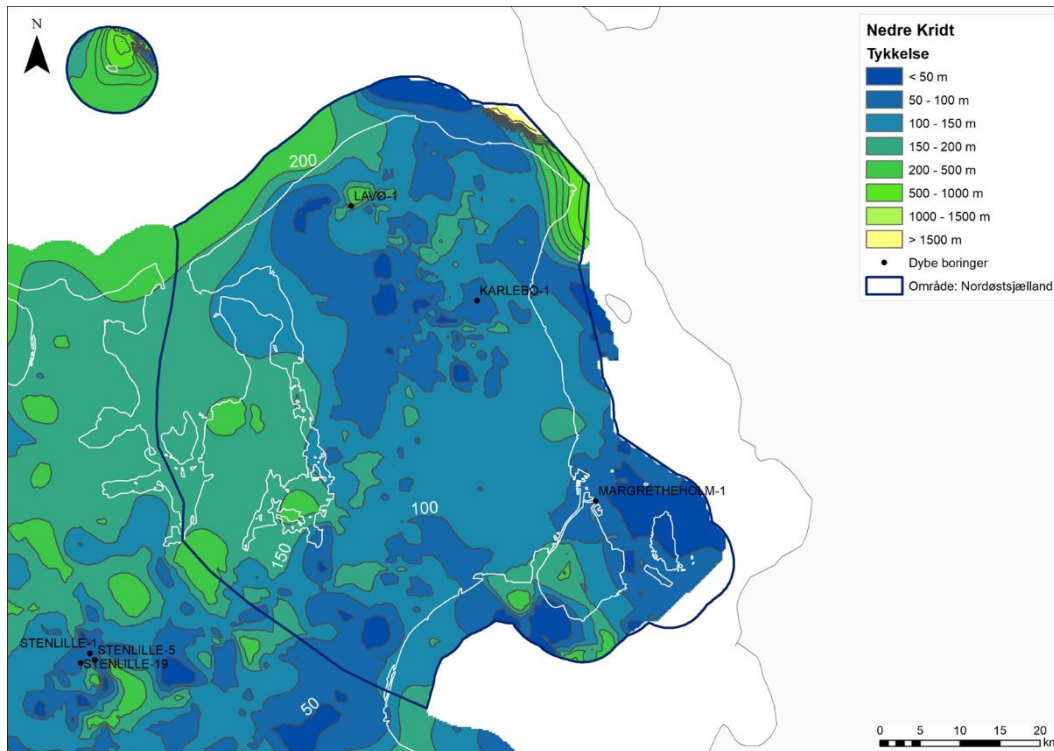 N
Nedre Kridt
Tykkelse
< 50 m
50 - 100 m
100 - 150 m
150 - 200 m
200 - 500 m
500 - 1000 m
1000 - 1500 m
> 1500 m
Dybe boringer
Område: Nordøstsjælland
200
LAVØ-1
KARLEBO-1
MARGRETHEHOLM-1
100
150
STENLILLE-1
STENLILLE-5
STENLILLE-19
50
0 5 10 15 20
km